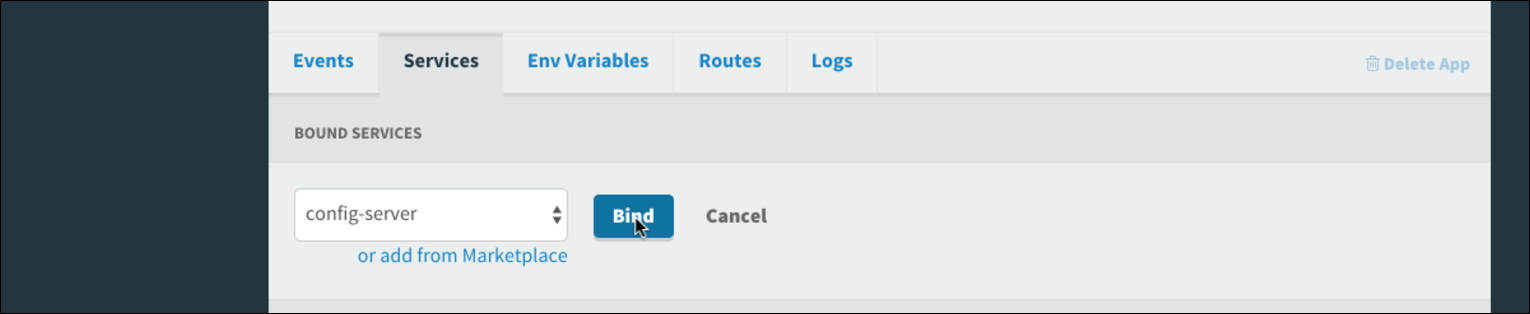 Events Services Env Variables Routes Logs Delete App
BOUND SERVICES
config-server Bind Cancel
or add from Marketplace